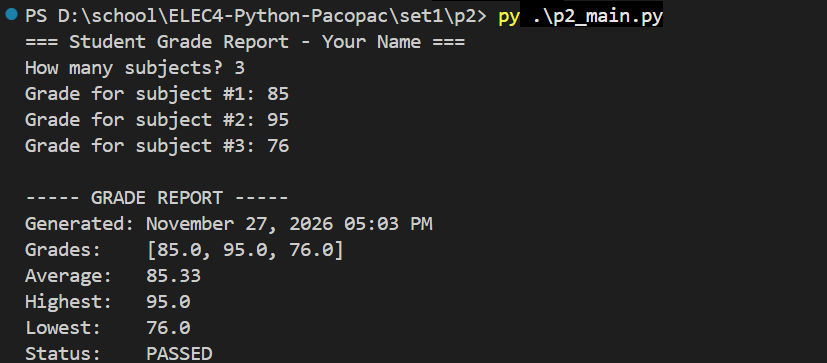 PS D:\school\ELEC4-Python-Pacopac\set1\p2> py .\p2_main.py
=== Student Grade Report - Your Name ===
How many subjects? 3
Grade for subject #1: 85
Grade for subject #2: 95
Grade for subject #3: 76

----- GRADE REPORT -----
Generated: November 27, 2026 05:03 PM
Grades:    [85.0, 95.0, 76.0]
Average:   85.33
Highest:   95.0
Lowest:    76.0
Status:    PASSED